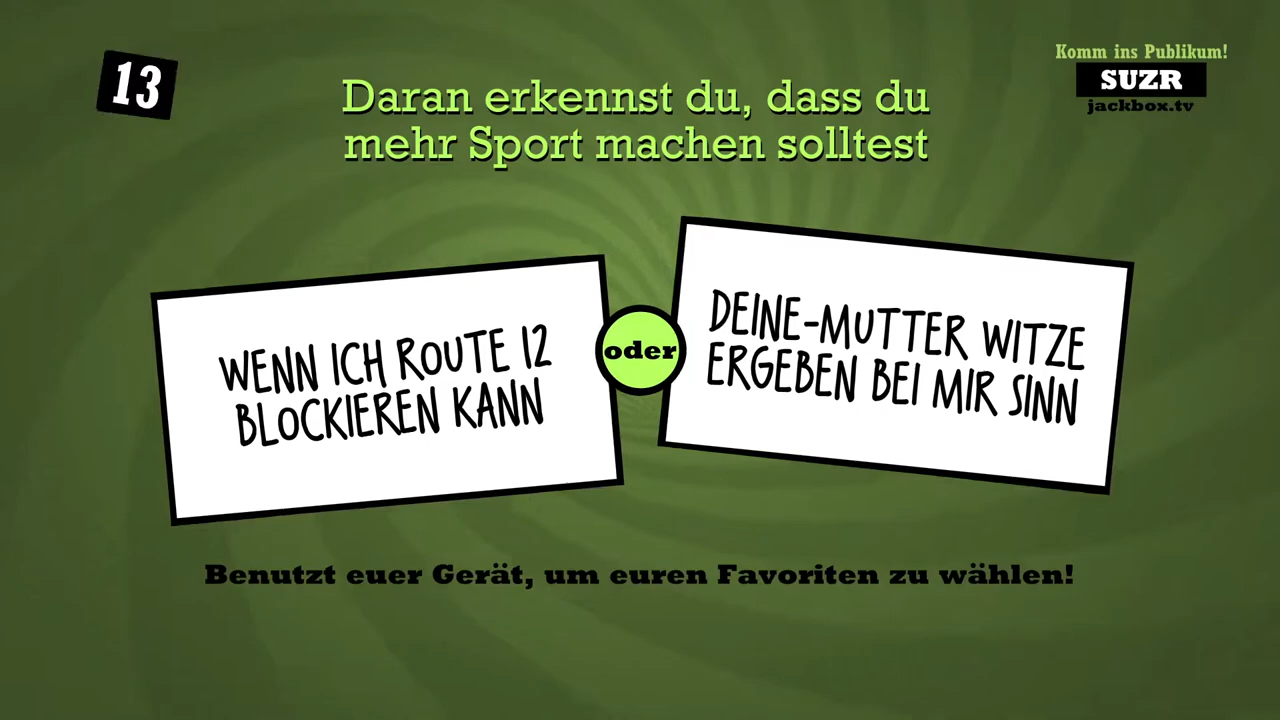 13
Komm ins Publikum!
SUZR
jackbox.tv
Daran erkennst du, dass du
mehr Sport machen solltest
WENN ICH ROUTE 12
BLOCKIEREN KANN
oder
DEINE-MUTTER WITZE
ERGEBEN BEI MIR SINN
Benutzt euer Gerät, um euren Favoriten zu wählen!